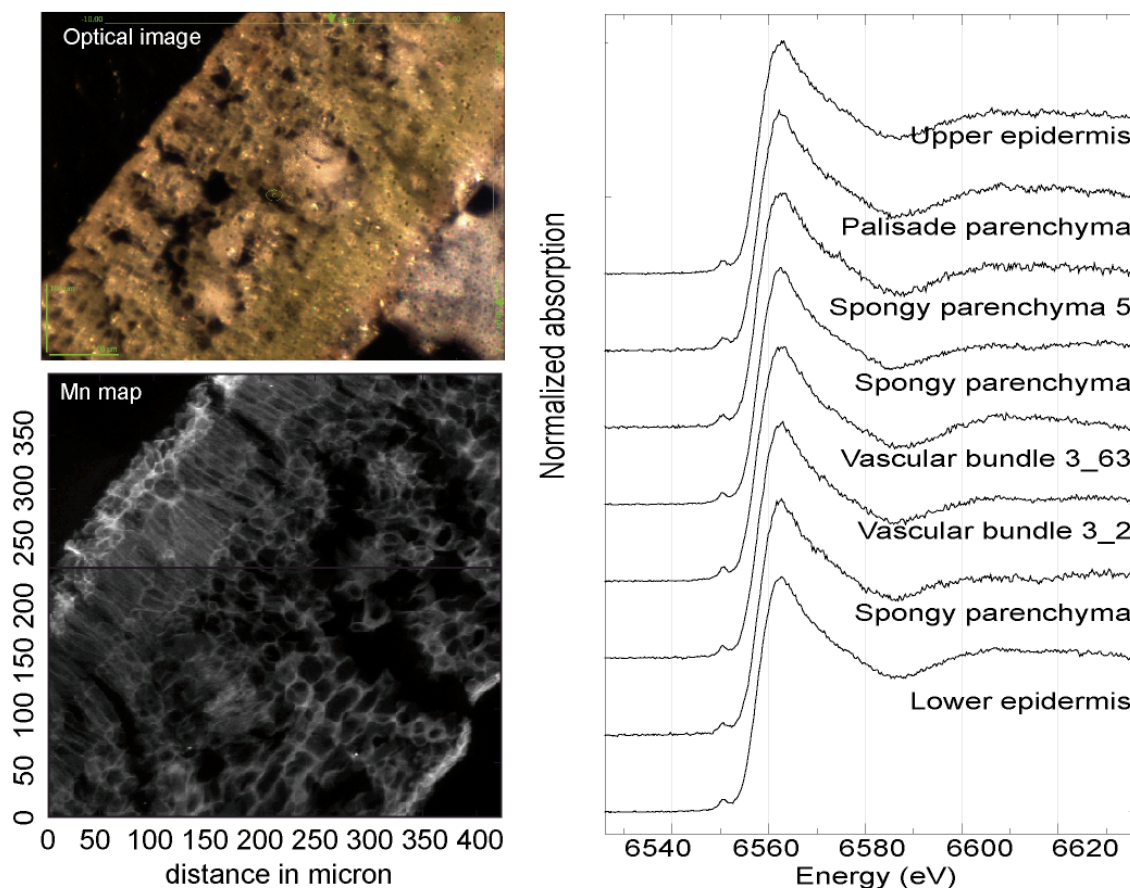 -10.00
Optical image
Mn map
350
300
250
200
150
100
50
0
0 50 100 150 200 250 300 350 400
distance in micron
Normalized absorption
Upper epidermis
Palisade parenchyma
Spongy parenchyma 5
Spongy parenchyma
Vascular bundle 3_63
Vascular bundle 3_2
Spongy parenchyma
Lower epidermis
6540 6560 6580 6600 6620
Energy (eV)